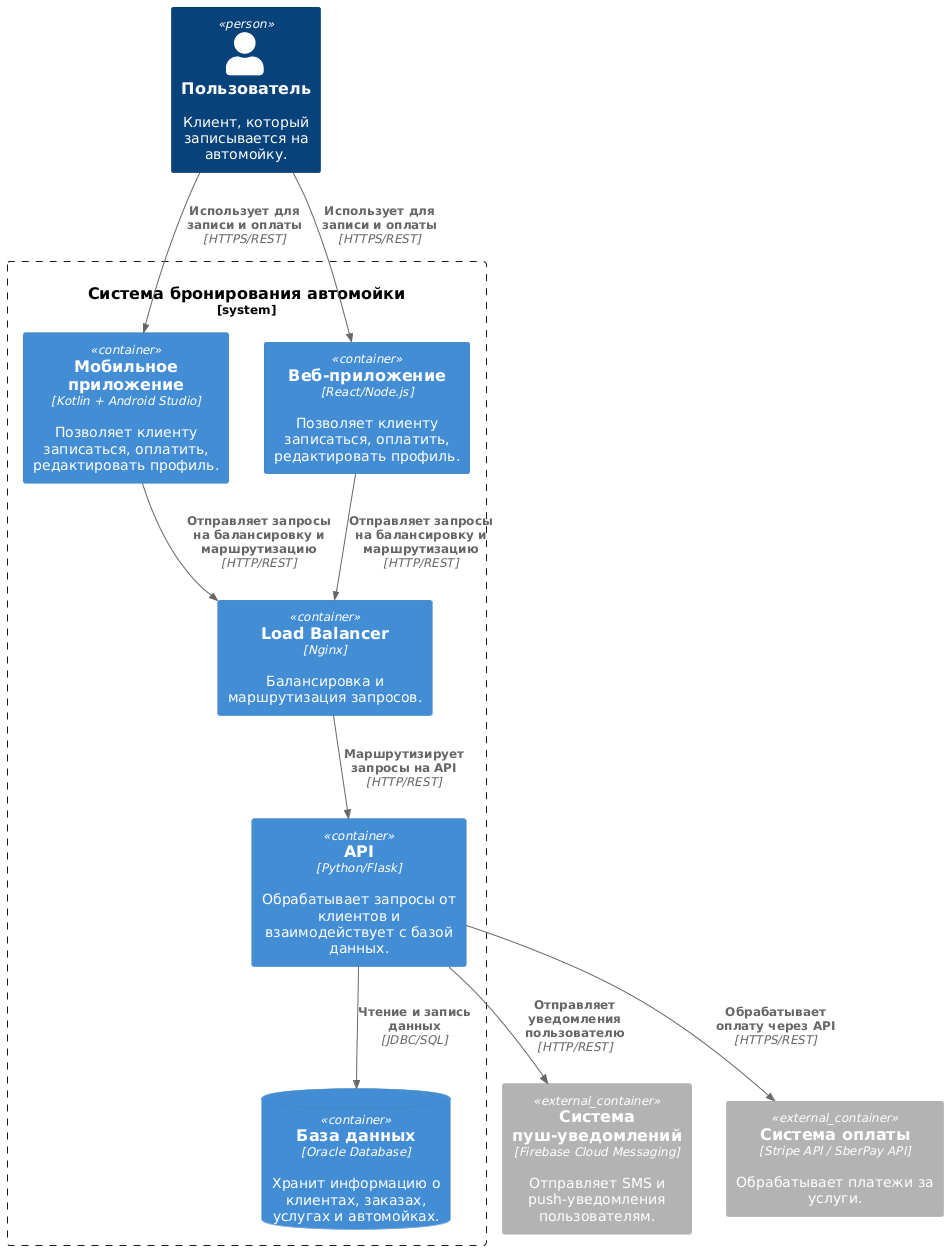 «person»
Пользователь
Клиент, который
записывается на
автомойку.
Использует для
записи и оплаты
[HTTPS/REST]
Использует для
записи и оплаты
[HTTPS/REST]
Система бронирования автомойки
[system]
«container»
Мобильное
приложение
[Kotlin + Android Studio]
Позволяет клиенту
записаться, оплатить,
редактировать профиль.
«container»
Веб-приложение
[React/Node.js]
Позволяет клиенту
записаться, оплатить,
редактировать профиль.
Отправляет запросы
на балансировку и
маршрутизацию
[HTTP/REST]
Отправляет запросы
на балансировку и
маршрутизацию
[HTTP/REST]
«container»
Load Balancer
[Nginx]
Балансировка и
маршрутизация запросов.
Маршрутизирует
запросы на API
[HTTP/REST]
«container»
API
[Python/Flask]
Обрабатывает запросы от
клиентов и
взаимодействует с базой
данных.
Чтение и запись
данных
[JDBC/SQL]
Отправляет
уведомления
пользователю
[HTTP/REST]
Обрабатывает
оплату через API
[HTTPS/REST]
«container»
База данных
[Oracle Database]
Хранит информацию о
клиентах, заказах,
услугах и автомойках.
«external_container»
Система
пуш-уведомлений
[Firebase Cloud Messaging]
Отправляет SMS и
push-уведомления
пользователям.
«external_container»
Система оплаты
[Stripe API / SberPay API]
Обрабатывает платежи за
услуги.